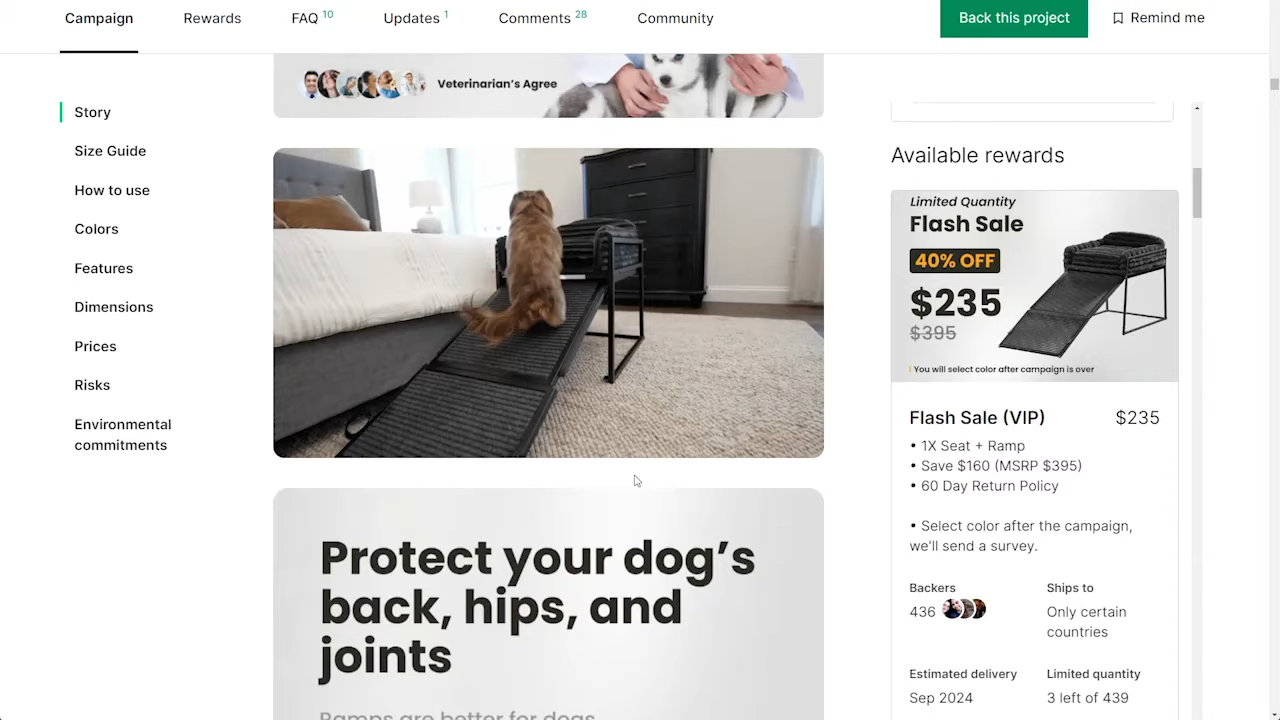 Campaign
Rewards
FAQ 10
Updates 1
Comments 28
Community
Back this project
Remind me
Story
Size Guide
How to use
Colors
Features
Dimensions
Prices
Risks
Environmental
commitments
Veterinarian's Agree
Protect your dog's
back, hips, and
joints
Ramps are better for dogs
Available rewards
Limited Quantity
Flash Sale
40% OFF
$235
$395
! You will select color after campaign is over
Flash Sale (VIP) $235
• 1X Seat + Ramp
• Save $160 (MSRP $395)
• 60 Day Return Policy
• Select color after the campaign,
we'll send a survey.
Backers
436
Ships to
Only certain
countries
Estimated delivery
Sep 2024
Limited quantity
3 left of 439